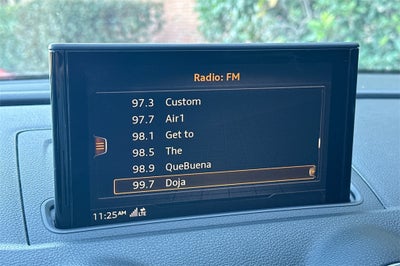 Radio: FM
97.3 Custom
97.7 Air1
98.1 Get to
98.5 The
98.9 QueBuena
99.7 Doja
11:25AM LTE